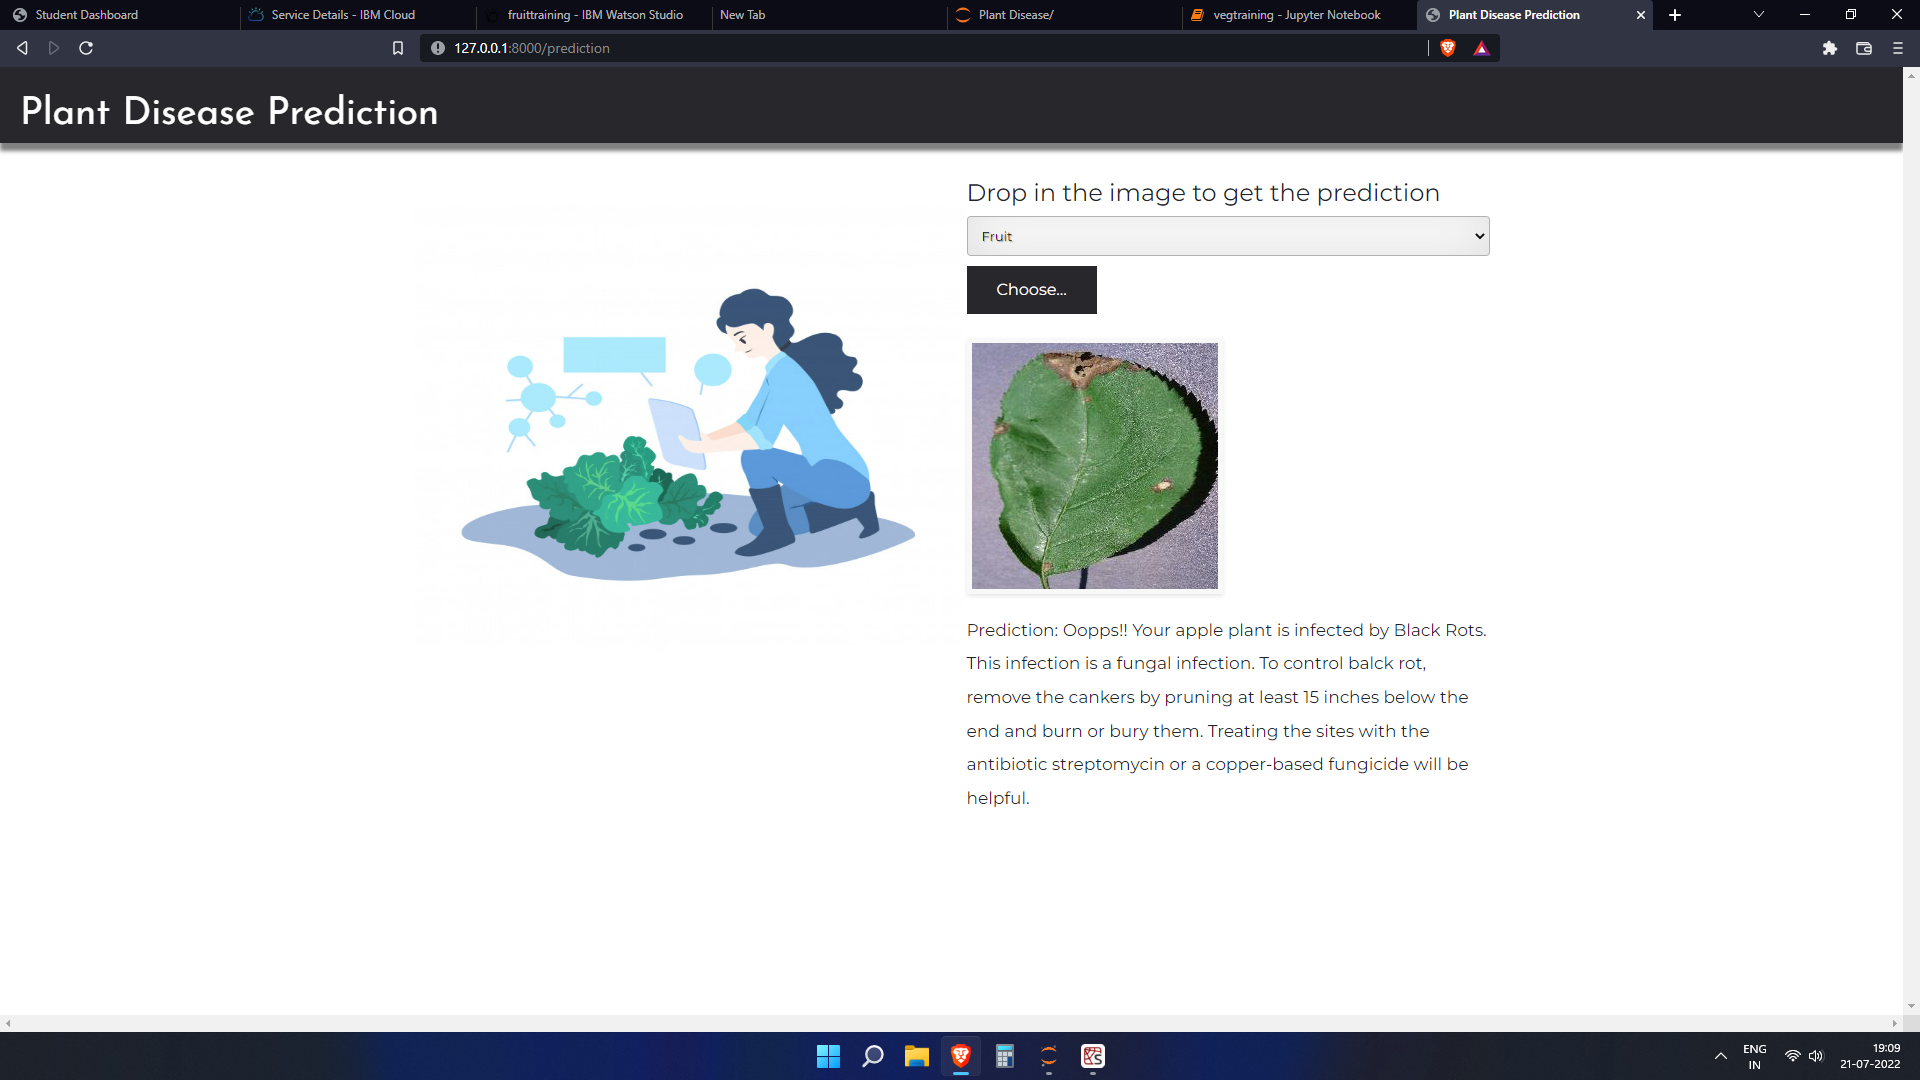 Student Dashboard
Service Details - IBM Cloud
fruittraining - IBM Watson Studio
New Tab
Plant Disease/
vegtraining - Jupyter Notebook
Plant Disease Prediction
127.0.0.1:8000/prediction
Plant Disease Prediction
Drop in the image to get the prediction
Fruit
Choose...
Prediction: Oopps!! Your apple plant is infected by Black Rots.
This infection is a fungal infection. To control balck rot,
remove the cankers by pruning at least 15 inches below the
end and burn or bury them. Treating the sites with the
antibiotic streptomycin or a copper-based fungicide will be
helpful.
ENG
IN
19:09
21-07-2022